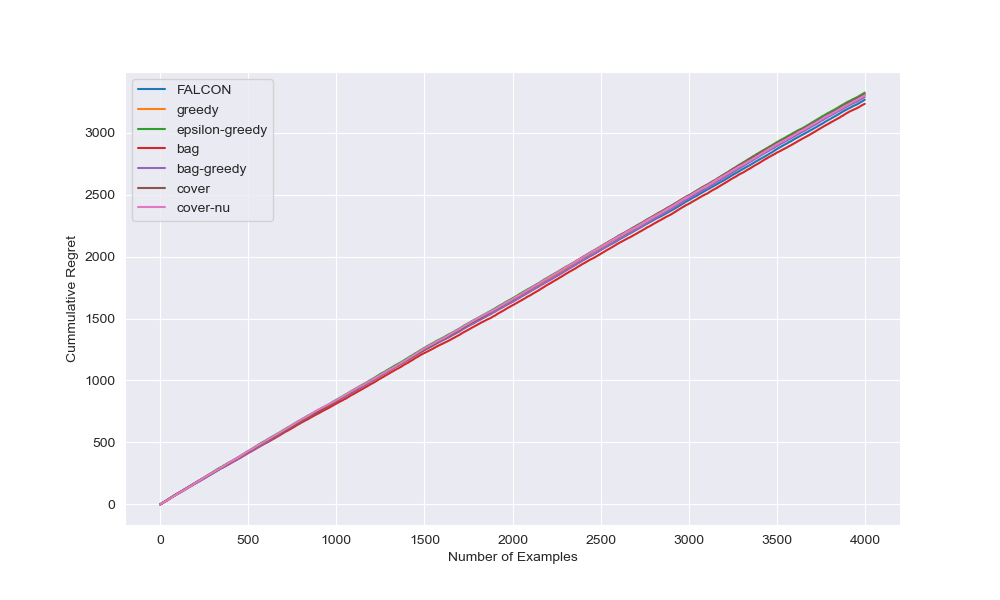 FALCON
greedy
epsilon-greedy
bag
bag-greedy
cover
cover-nu
Cummulative Regret
3000
2500
2000
1500
1000
500
0
0 500 1000 1500 2000 2500 3000 3500 4000
Number of Examples